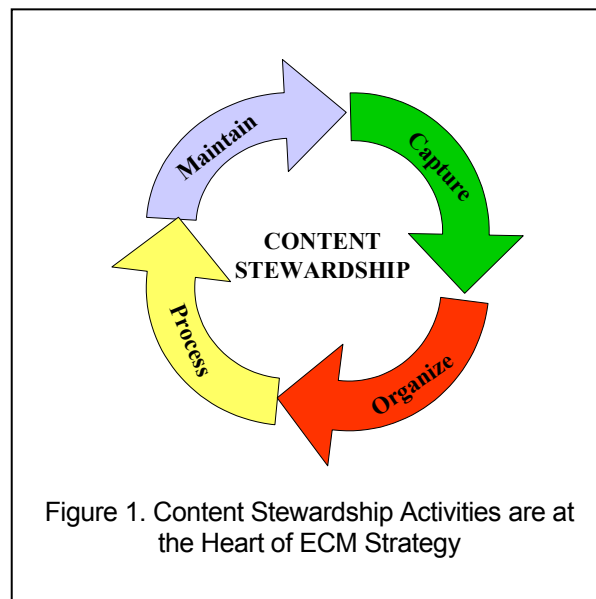 Maintain
Capture
CONTENT
STEWARDSHIP
Process
Organize
Figure 1. Content Stewardship Activities are at
the Heart of ECM Strategy